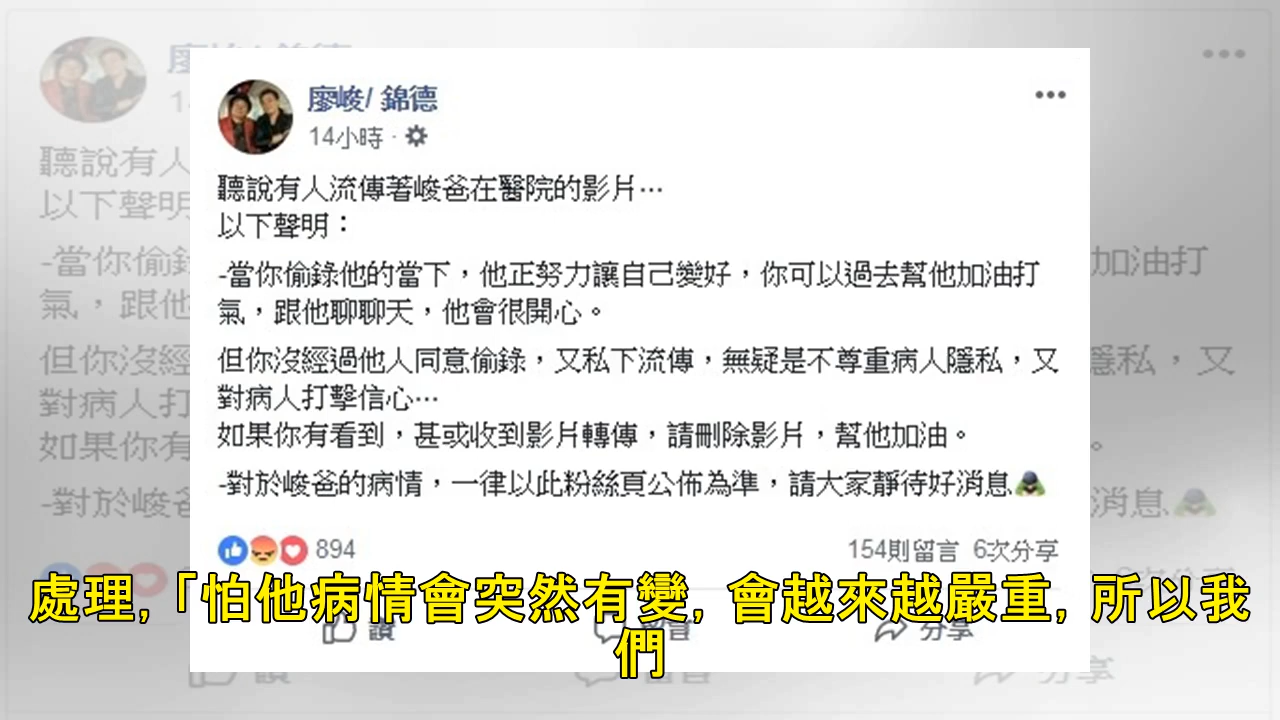 廖峻/ 錦德
14小時
聽說有人流傳著峻爸在醫院的影片…
以下聲明：
-當你偷錄他的當下，他正努力讓自己變好，你可以過去幫他加油打
氣，跟他聊聊天，他會很開心。
但你沒經過他人同意偷錄，又私下流傳，無疑是不尊重病人隱私，又
對病人打擊信心…
如果你有看到，甚或收到影片轉傳，請刪除影片，幫他加油。
-對於峻爸的病情，一律以此粉絲頁公佈為準，請大家靜待好消息
894
154則留言 6次分享
讚 留言 分享
處理,「怕他病情會突然有變, 會越來越嚴重, 所以我
們